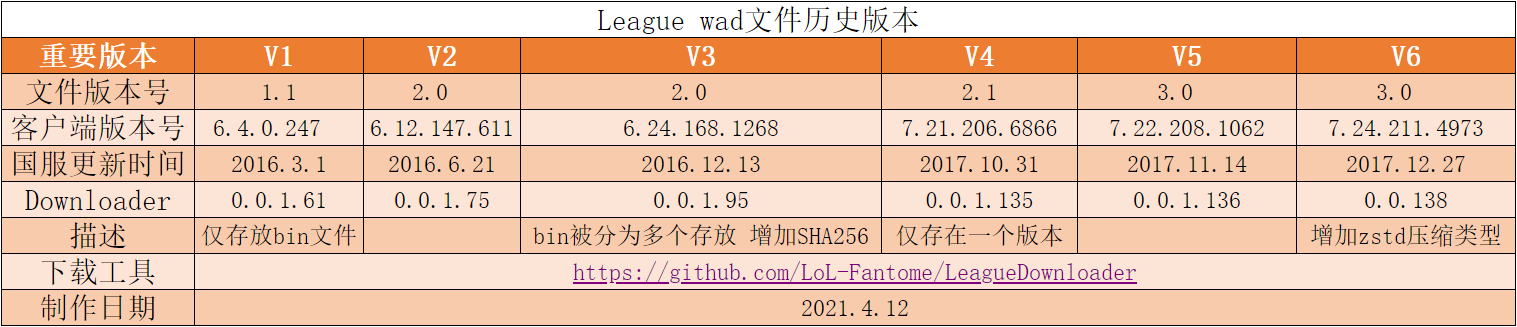 League wad文件历史版本
重要版本 V1 V2 V3 V4 V5 V6
文件版本号 1.1 2.0 2.0 2.1 3.0 3.0
客户端版本号 6.4.0.247 6.12.147.611 6.24.168.1268 7.21.206.6866 7.22.208.1062 7.24.211.4973
国服更新时间 2016.3.1 2016.6.21 2016.12.13 2017.10.31 2017.11.14 2017.12.27
Downloader 0.0.1.61 0.0.1.75 0.0.1.95 0.0.1.135 0.0.1.136 0.0.138
描述 仅存放bin文件 bin被分为多个存放 增加SHA256 仅存在一个版本 增加zstd压缩类型
下载工具 https://github.com/LoL-Fantome/LeagueDownloader
制作日期 2021.4.12